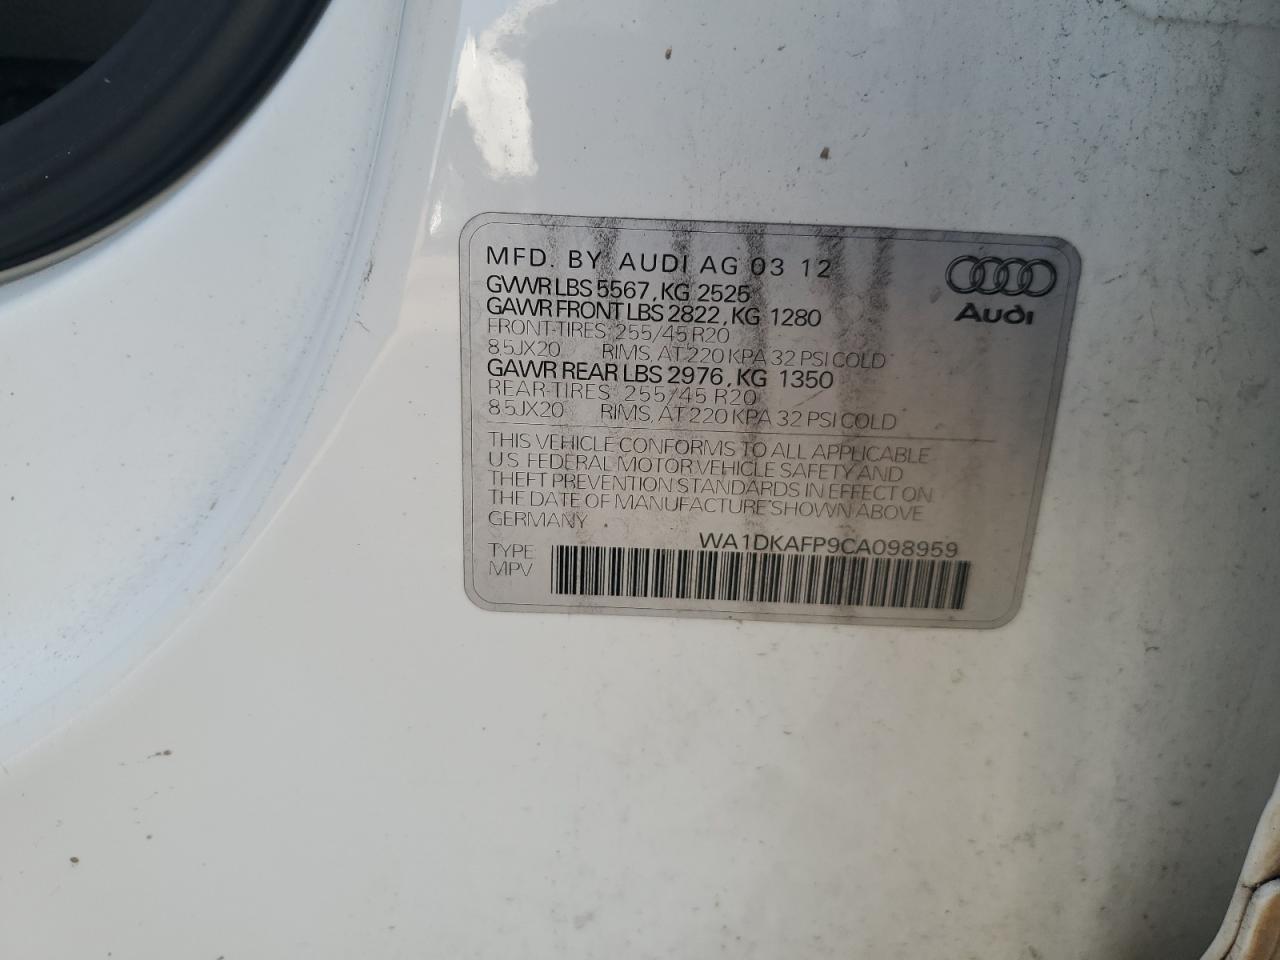 MFD. BY AUDI AG 03 12
GVWR LBS 5567, KG 2525
GAWR FRONT LBS 2822, KG 1280
FRONT-TIRES: 255/45 R20
8.5JX20 RIMS, AT 220 KPA 32 PSI COLD
GAWR REAR LBS 2976, KG 1350
REAR-TIRES: 255/45 R20
8.5JX20 RIMS, AT 220 KPA 32 PSI COLD
Audi
THIS VEHICLE CONFORMS TO ALL APPLICABLE
U.S. FEDERAL MOTOR VEHICLE SAFETY AND
THEFT PREVENTION STANDARDS IN EFFECT ON
THE DATE OF MANUFACTURE SHOWN ABOVE
GERMANY
WA1DKAFP9CA098959
TYPE
MPV